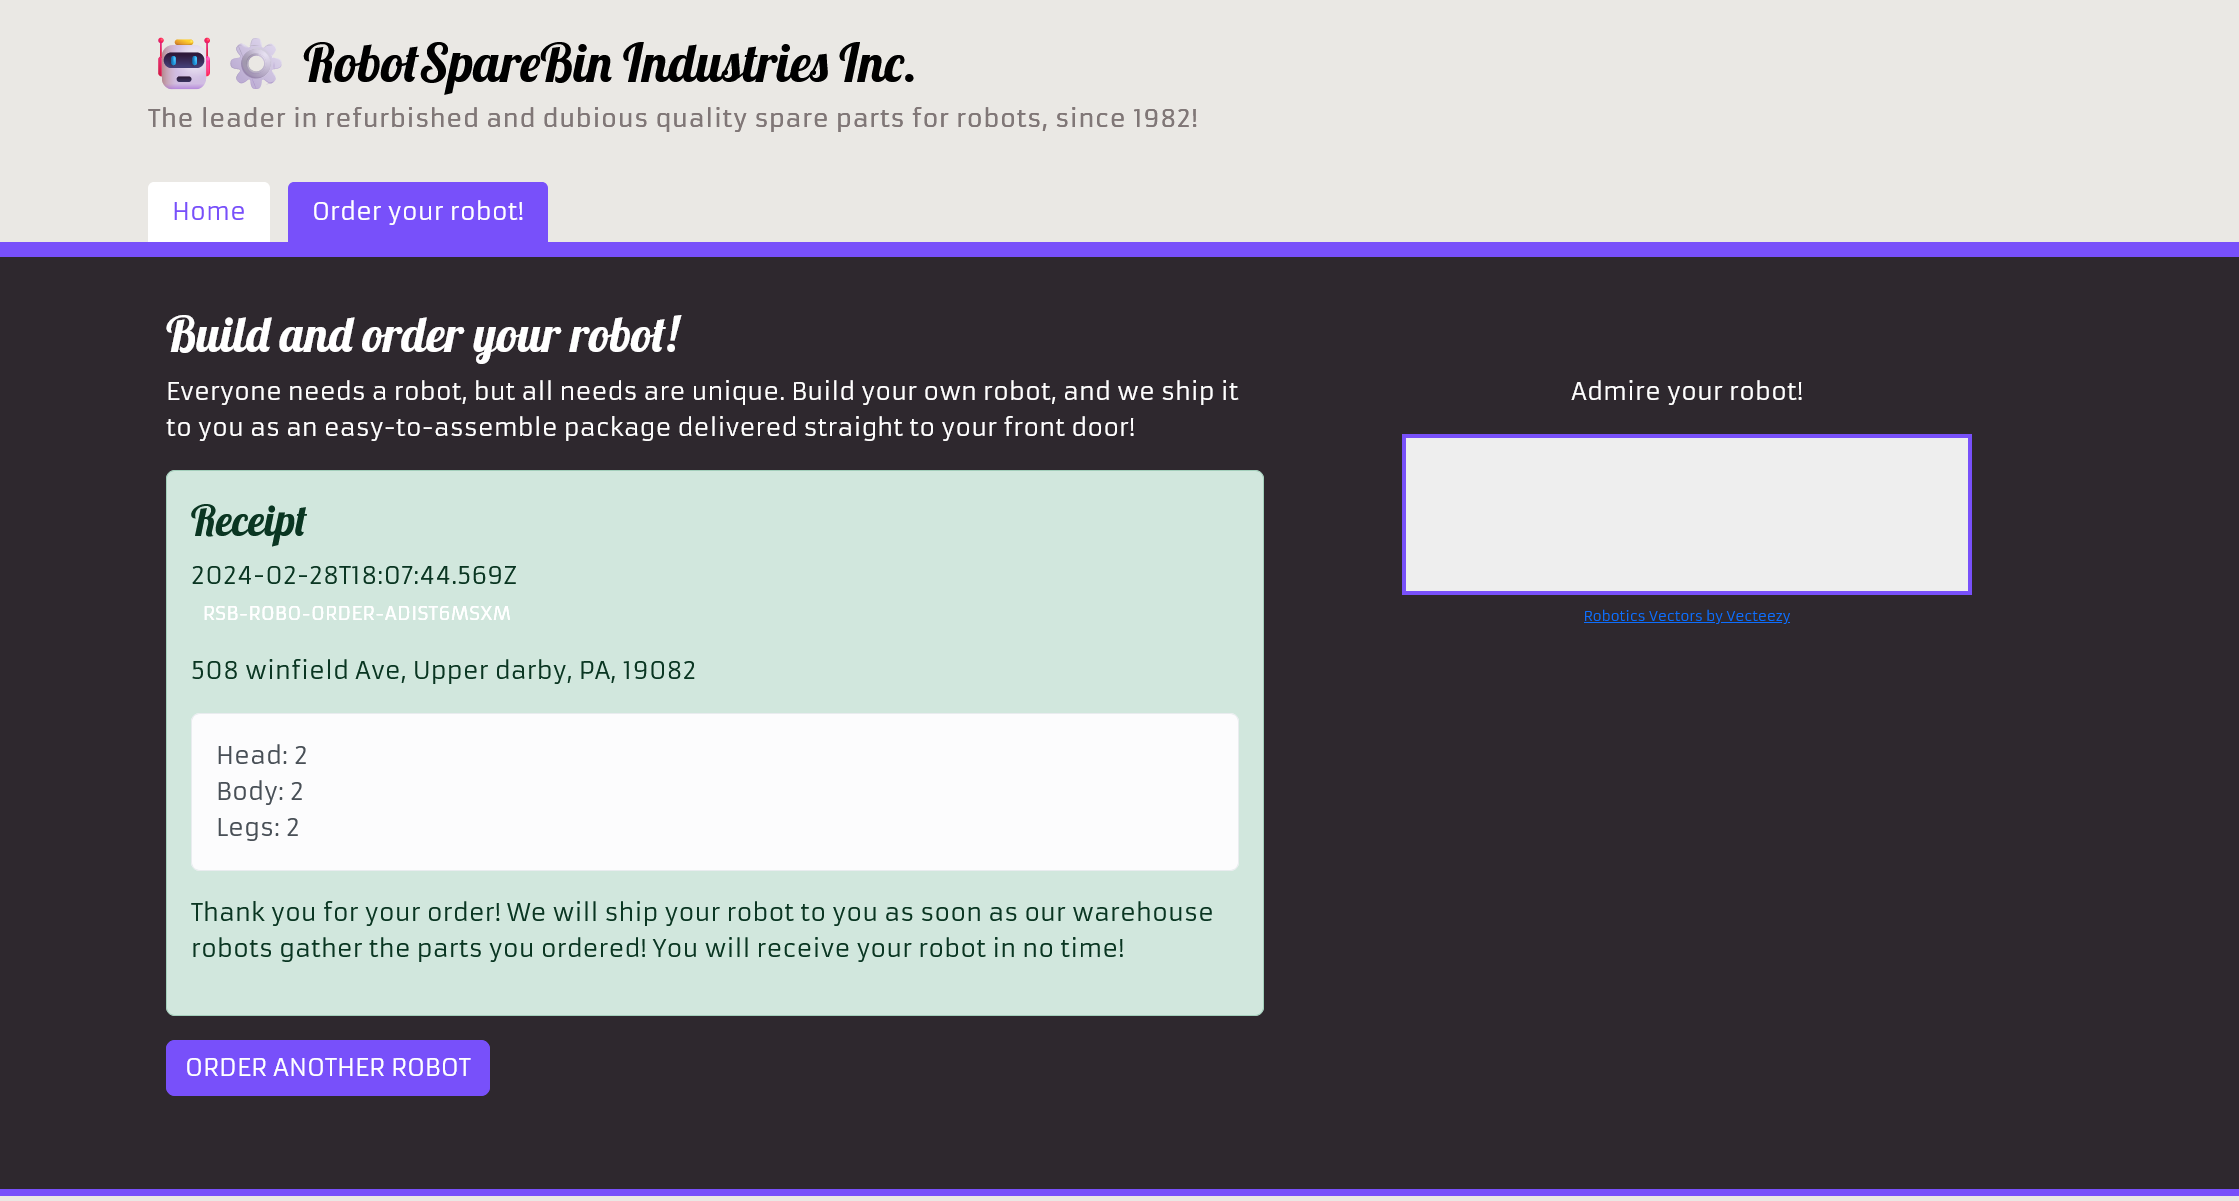 RobotSpareBin Industries Inc.
The leader in refurbished and dubious quality spare parts for robots, since 1982!
Home
Order your robot!
Build and order your robot!
Everyone needs a robot, but all needs are unique. Build your own robot, and we ship it
to you as an easy-to-assemble package delivered straight to your front door!
Receipt
2024-02-28T18:07:44.569Z
RSB-ROBO-ORDER-ADIST6MSXM
508 winfield Ave, Upper darby, PA, 19082
Head: 2
Body: 2
Legs: 2
Thank you for your order! We will ship your robot to you as soon as our warehouse
robots gather the parts you ordered! You will receive your robot in no time!
ORDER ANOTHER ROBOT
Admire your robot!
Robotics Vectors by Vecteezy